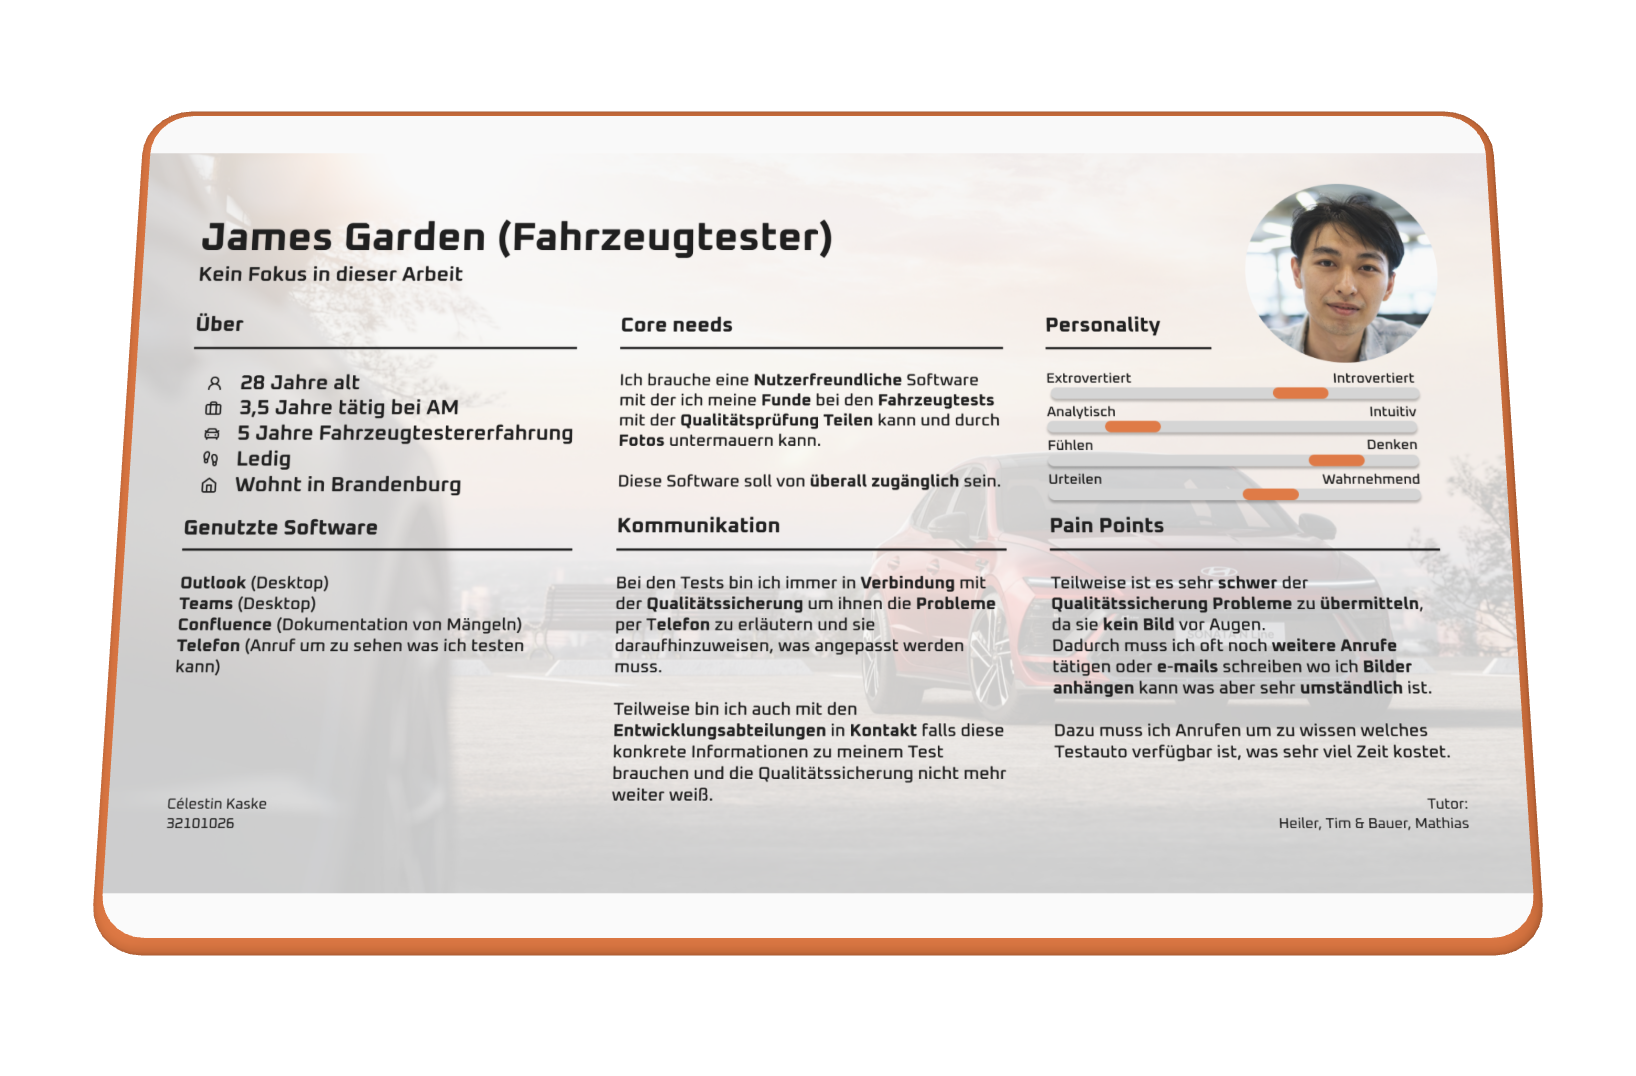 James Garden (Fahrzeugtester)
Kein Fokus in dieser Arbeit
Über
28 Jahre alt
3,5 Jahre tätig bei AM
5 Jahre Fahrzeugtestererfahrung
Ledig
Wohnt in Brandenburg
Core needs
Ich brauche eine Nutzerfreundliche Software
mit der ich meine Funde bei den Fahrzeugtests
mit der Qualitätsprüfung Teilen kann und durch
Fotos untermauern kann.
Diese Software soll von überall zugänglich sein.
Personality
Extrovertiert Introvertiert
Analytisch Intuitiv
Fühlen Denken
Urteilen Wahrnehmend
Genutzte Software
Outlook (Desktop)
Teams (Desktop)
Confluence (Dokumentation von Mängeln)
Telefon (Anruf um zu sehen was ich testen
kann)
Kommunikation
Bei den Tests bin ich immer in Verbindung mit
der Qualitätssicherung um ihnen die Probleme
per Telefon zu erläutern und sie
daraufhinzuweisen, was angepasst werden
muss.
Teilweise bin ich auch mit den
Entwicklungsabteilungen in Kontakt falls diese
konkrete Informationen zu meinem Test
brauchen und die Qualitätssicherung nicht mehr
weiter weiß.
Pain Points
Teilweise ist es sehr schwer der
Qualitätssicherung Probleme zu übermitteln,
da sie kein Bild vor Augen.
Dadurch muss ich oft noch weitere Anrufe
tätigen oder e-mails schreiben wo ich Bilder
anhängen kann was aber sehr umständlich ist.
Dazu muss ich Anrufen um zu wissen welches
Testauto verfügbar ist, was sehr viel Zeit kostet.
SONATA N Line
Célestin Kaske
32101026
Tutor:
Heiler, Tim & Bauer, Mathias